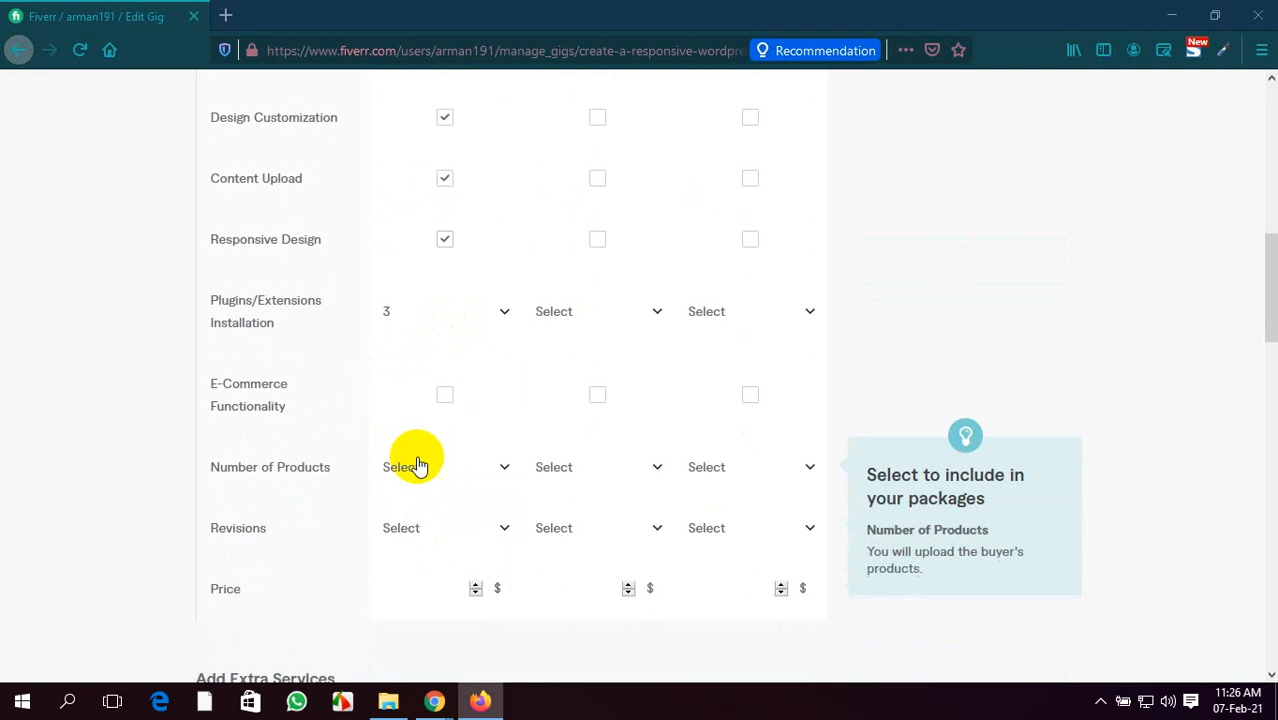 Fiverr / arman191 / Edit Gig
https://www.fiverr.com/users/arman191/manage_gigs/create-a-responsive-wordpre
Recommendation
New
Design Customization
Content Upload
Responsive Design
Plugins/Extensions
Installation
3
Select
Select
E-Commerce
Functionality
Number of Products
Select
Select
Select
Revisions
Select
Select
Select
Price
$
$
$
Select to include in
your packages
Number of Products
You will upload the buyer's
products.
Add Extra Services
11:26 AM
07-Feb-21